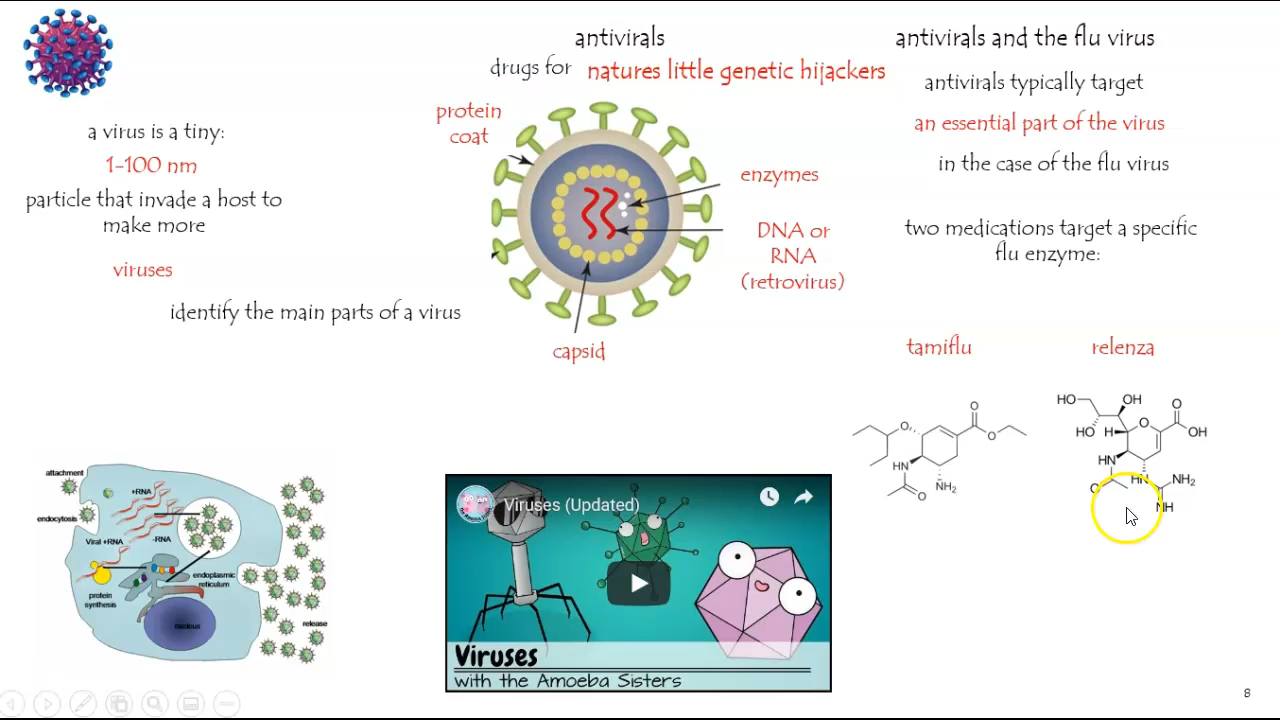 antivirals
drugs for natures little genetic hijackers
a virus is a tiny:
1-100 nm
particle that invade a host to
make more
viruses
identify the main parts of a virus
protein
coat
enzymes
DNA or
RNA
(retrovirus)
capsid
antivirals and the flu virus
antivirals typically target
an essential part of the virus
in the case of the flu virus
two medications target a specific
flu enzyme:
tamiflu
relenza
O
O
O
HN
O
NH2
HO
OH
O
HO
H
O
OH
HN
HN
NH2
O
NH
attachment
+RNA
endocytosis
Viral +RNA
-RNA
endoplasmic
reticulum
protein
synthesis
nucleus
release
Viruses (Updated)
Viruses
with the Amoeba Sisters
8